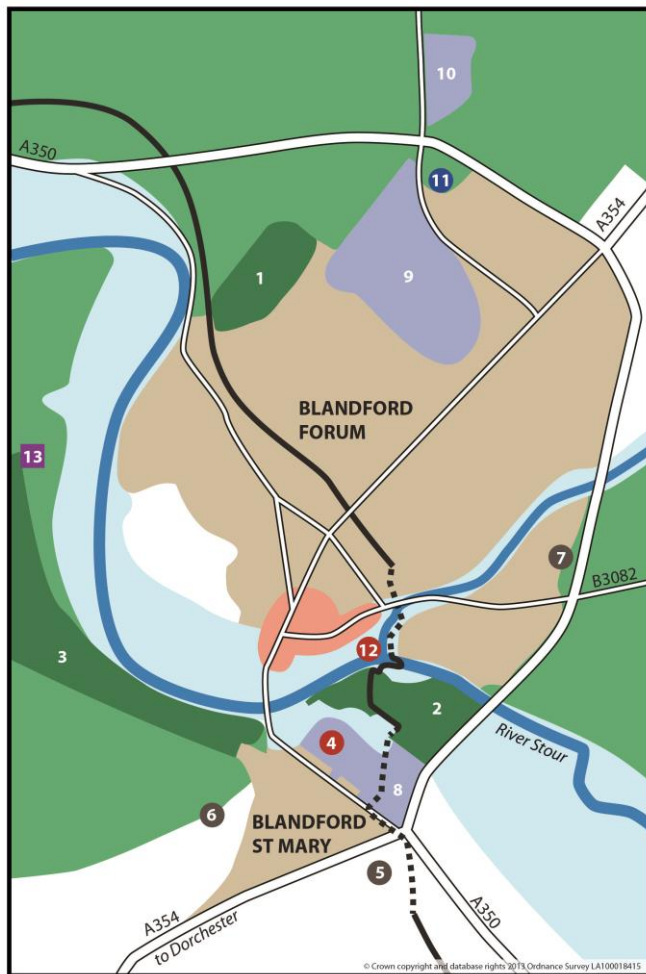 10
A350
11
A354
1
9
BLANDFORD
FORUM
13
7
B3082
3
12
2
River Stour
4
8
6
BLANDFORD
ST MARY
5
A354
to Dorchester
A350
© Crown copyright and database rights 2013 Ordnance Survey LA100018415